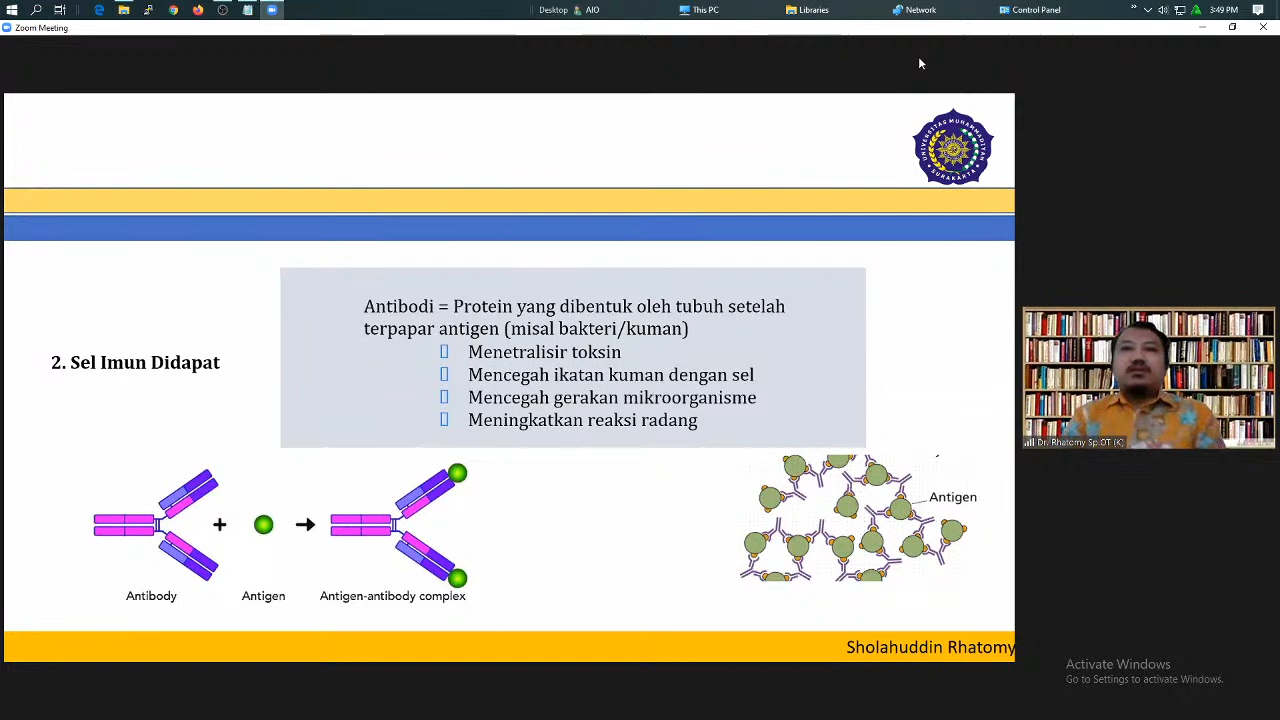 Desktop
AIO
This PC
Libraries
Network
Control Panel
3:49 PM
Zoom Meeting
UNIVERSITAS MUHAMMADIYAH
SURAKARTA
Antibodi = Protein yang dibentuk oleh tubuh setelah
terpapar antigen (misal bakteri/kuman)
Menetralisir toksin
Mencegah ikatan kuman dengan sel
Mencegah gerakan mikroorganisme
Meningkatkan reaksi radang
2. Sel Imun Didapat
Antigen
+
Antibody
Antigen
Antigen-antibody complex
Dr. Rhatomy Sp.OT (K)
Sholahuddin Rhatomy
Activate Windows
Go to Settings to activate Windows.